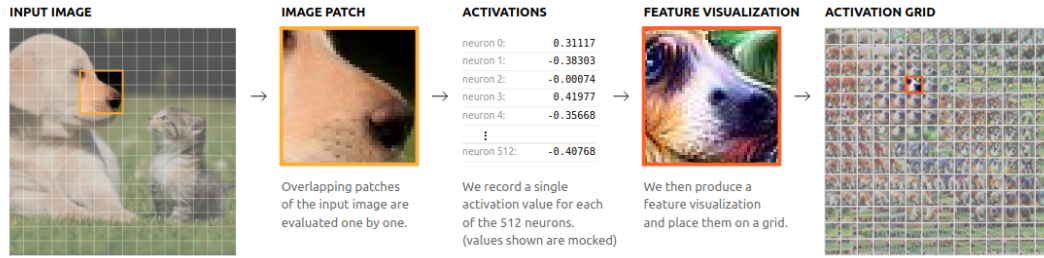 INPUT IMAGE
IMAGE PATCH
ACTIVATIONS
FEATURE VISUALIZATION
ACTIVATION GRID
neuron 0: 0.31117
neuron 1: -0.38303
neuron 2: -0.00074
neuron 3: 0.41977
neuron 4: -0.35668
⋮
neuron 512: -0.40768
Overlapping patches
of the input image are
evaluated one by one.
We record a single
activation value for each
of the 512 neurons.
(values shown are mocked)
We then produce a
feature visualization
and place them on a grid.